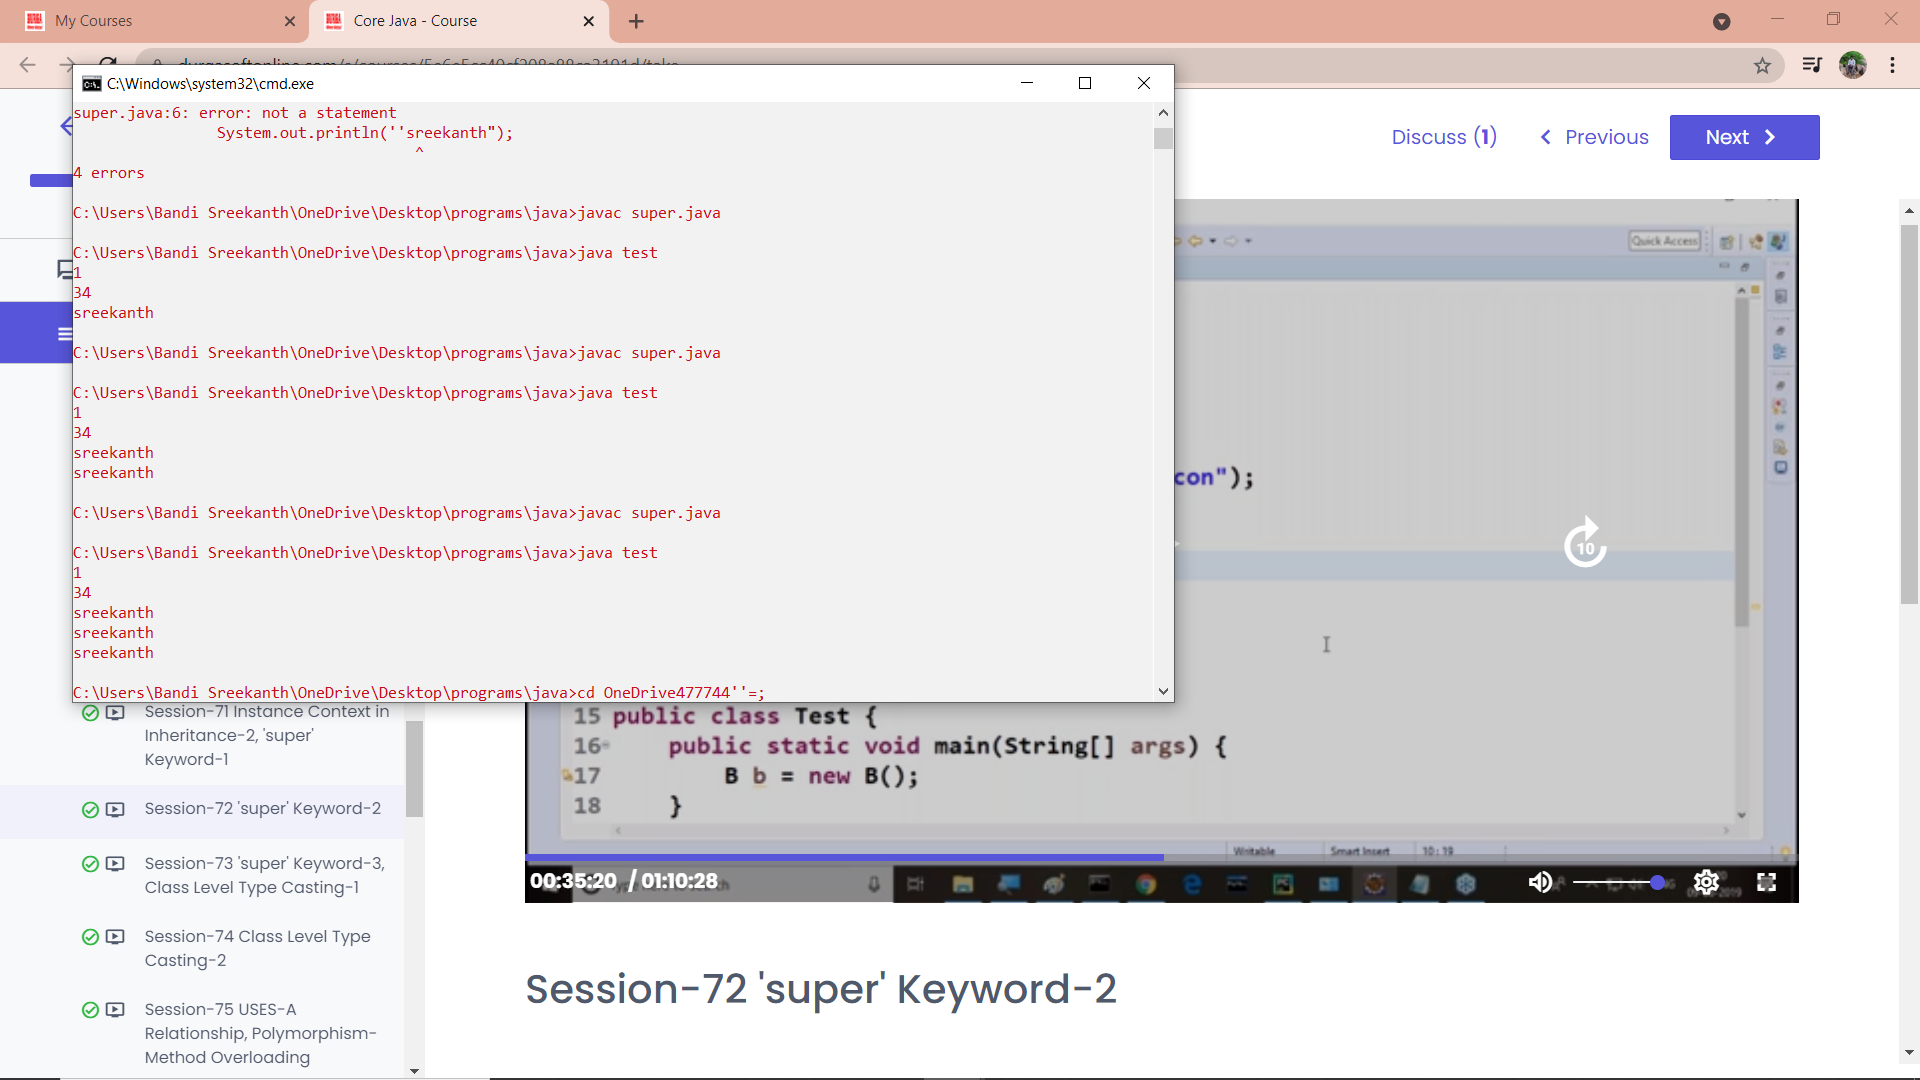 My Courses
Core Java - Course
C:\Windows\system32\cmd.exe
super.java:6: error: not a statement
System.out.println(''sreekanth");
^
4 errors
C:\Users\Bandi Sreekanth\OneDrive\Desktop\programs\java>javac super.java
C:\Users\Bandi Sreekanth\OneDrive\Desktop\programs\java>java test
1
34
sreekanth
C:\Users\Bandi Sreekanth\OneDrive\Desktop\programs\java>javac super.java
C:\Users\Bandi Sreekanth\OneDrive\Desktop\programs\java>java test
1
34
sreekanth
sreekanth
C:\Users\Bandi Sreekanth\OneDrive\Desktop\programs\java>javac super.java
C:\Users\Bandi Sreekanth\OneDrive\Desktop\programs\java>java test
1
34
sreekanth
sreekanth
sreekanth
C:\Users\Bandi Sreekanth\OneDrive\Desktop\programs\java>cd OneDrive477744''=;
Discuss (1)
Previous
Next
Quick Access
con");
10
15 public class Test {
16 public static void main(String[] args) {
17 B b = new B();
18 }
Writable
Smart Insert
10:19
00:35:20 / 01:10:28
Session-71 Instance Context in
Inheritance-2, 'super'
Keyword-1
Session-72 'super' Keyword-2
Session-73 'super' Keyword-3,
Class Level Type Casting-1
Session-74 Class Level Type
Casting-2
Session-75 USES-A
Relationship, Polymorphism-
Method Overloading
Session-72 'super' Keyword-2